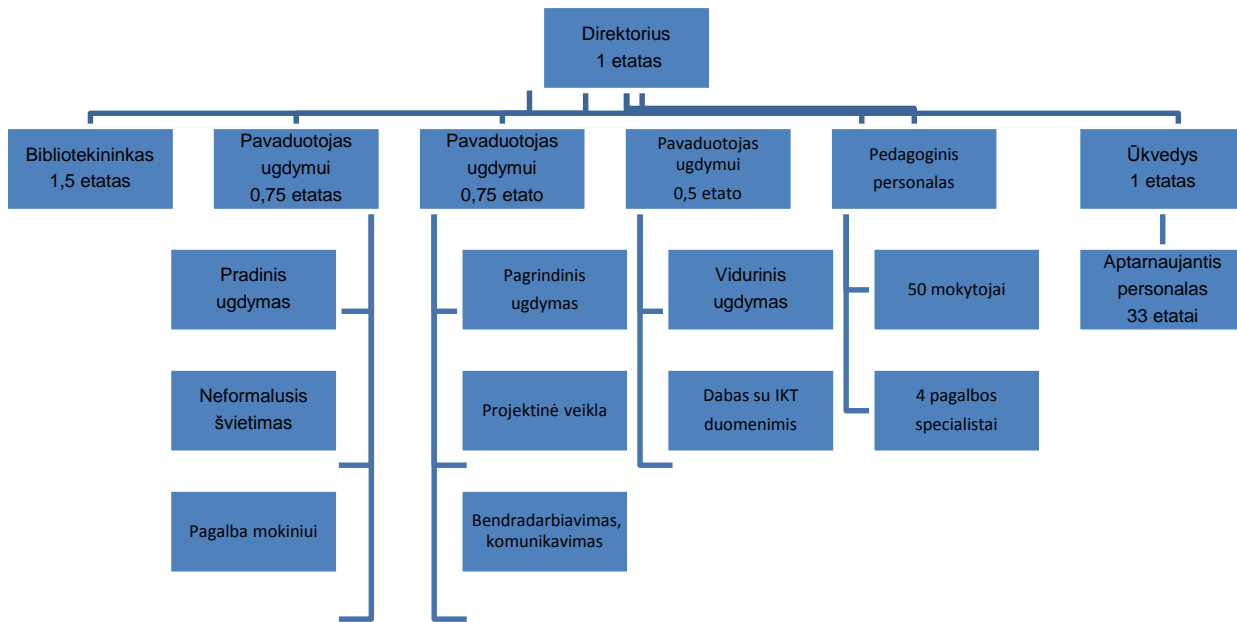 Direktorius
1 etatas
Bibliotekininkas
1,5 etatas
Pavaduotojas
ugdymui
0,75 etatas
Pavaduotojas
ugdymui
0,75 etato
Pavaduotojas
ugdymui
0,5 etato
Pedagoginis
personalas
Ūkvedys
1 etatas
Pradinis
ugdymas
Pagrindinis
ugdymas
Vidurinis
ugdymas
50 mokytojai
Aptarnaujantis
personalas
33 etatai
Neformalusis
švietimas
Projektinė veikla
Dabas su IKT
duomenimis
4 pagalbos
specialistai
Pagalba mokiniui
Bendradarbiavimas,
komunikavimas